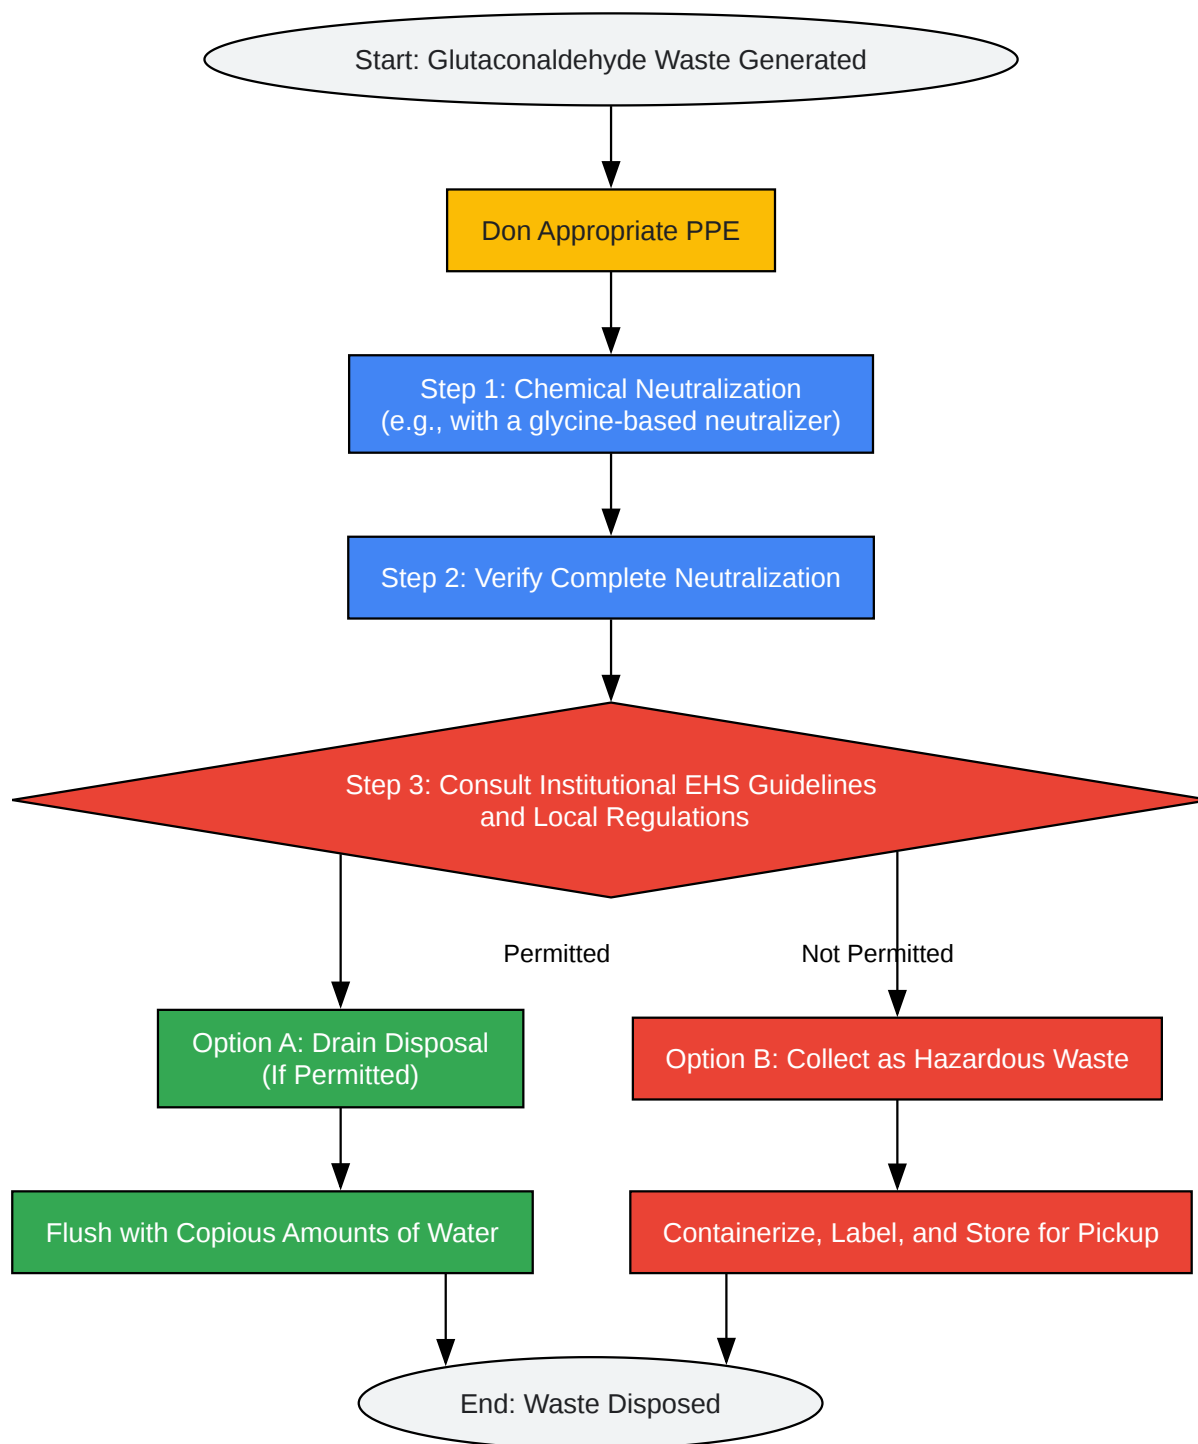 Start: Glutaconaldehyde Waste Generated
Don Appropriate PPE
Step 1: Chemical Neutralization
(e.g., with a glycine-based neutralizer)
Step 2: Verify Complete Neutralization
Step 3: Consult Institutional EHS Guidelines
and Local Regulations
Permitted
Not Permitted
Option A: Drain Disposal
(If Permitted)
Option B: Collect as Hazardous Waste
Flush with Copious Amounts of Water
Containerize, Label, and Store for Pickup
End: Waste Disposed